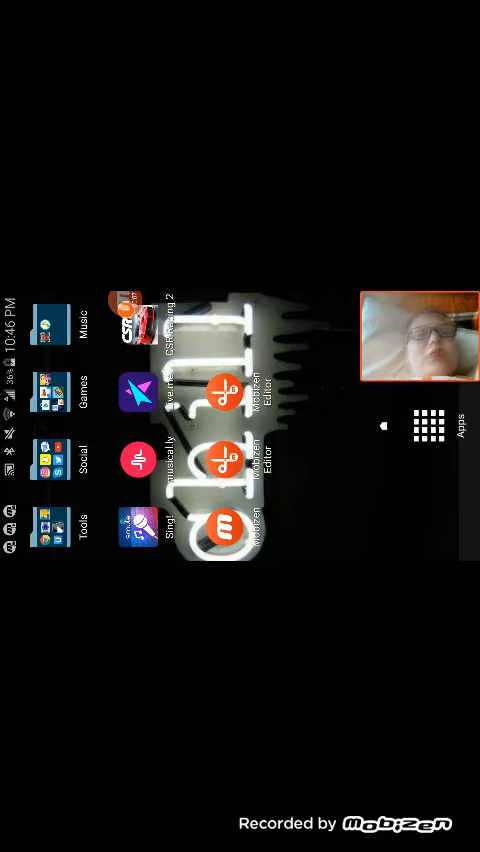 36% 10:46 PM
Tools
Social
Games
Music
Sing!
musical.ly
live.me
CSR Racing 2
Mobizen
Mobizen
Editor
Mobizen
Editor
drip
Apps
Recorded by Mobizen